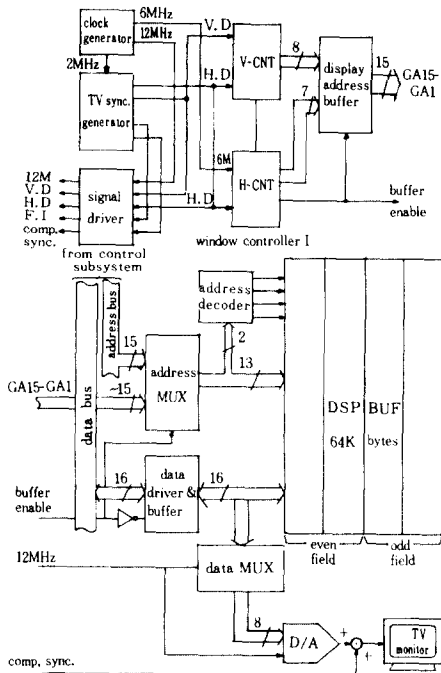 clock
generator
6MHz
12MHz
2MHz
TV sync.
generator
V.D
H.D
V-CNT
8
7
display
address
buffer
15
GA15-
GA1
12M
V.D
H.D
F.I
comp.
sync.
signal
driver
H.D
6M
H-CNT
buffer
enable
from control
subsystem
window controller I
address bus
address
decoder
15
2
13
GA15-GA1
15
address
MUX
data bus
DSP
BUF
64K
bytes
16
data
driver &
buffer
16
buffer
enable
12MHz
data MUX
even
field
odd
field
8
D/A
+
+
TV
monitor
comp, sync.